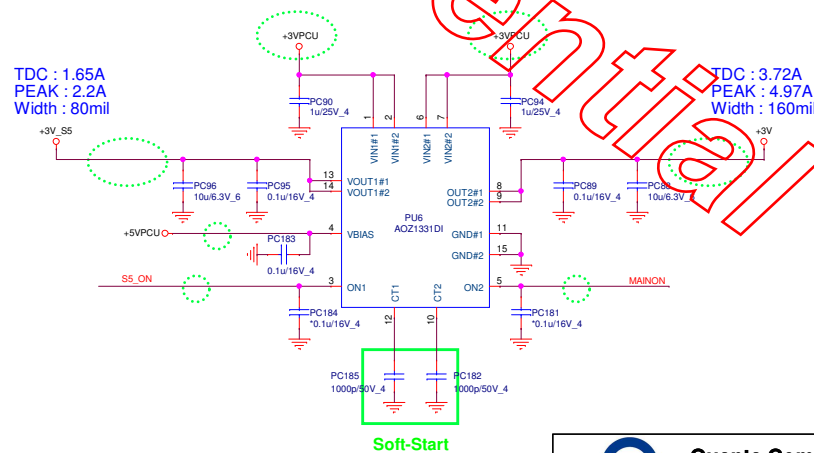 +3VPCU
+3VPCU
TDC : 1.65A
PEAK : 2.2A
Width : 80mil
TDC : 3.72A
PEAK : 4.97A
Width : 160mil
PC90
1u/25V_4
PC94
1u/25V_4
1
2
6
7
VIN1#1
VIN1#2
VIN2#1
VIN2#2
+3V_S5
+3V
13
14
VOUT1#1
VOUT1#2
8
9
OUT2#1
OUT2#2
PC96
10u/6.3V_6
PC95
0.1u/16V_4
PC89
0.1u/16V_4
10u/6.3V_6
PU6
AOZ1331DI
+5VPCU
4
VBIAS
11
GND#1
15
GND#2
PC183
0.1u/16V_4
S5_ON
3
ON1
5
ON2
MAINON
CT1
CT2
12
10
PC184
*0.1u/16V_4
PC181
*0.1u/16V_4
PC185
1000p/50V_4
PC182
1000p/50V_4
Soft-Start